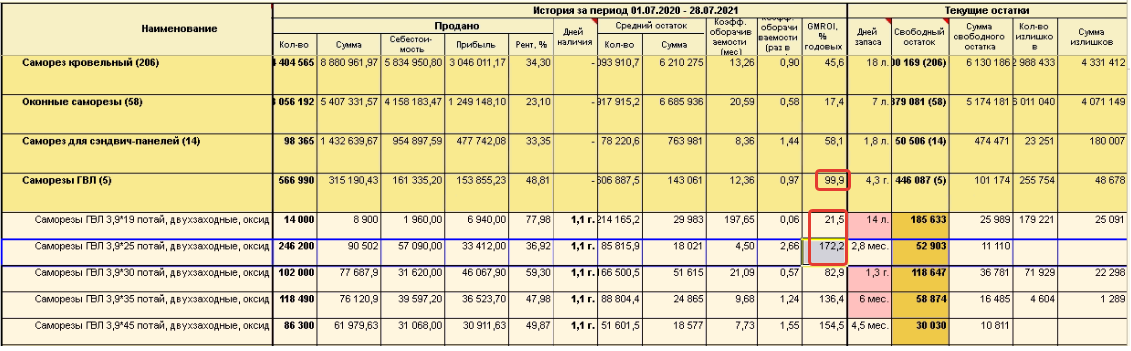 История за период 01.07.2020 - 28.07.2021 Текущие остатки
Наименование Продано Дней наличия Средний остаток Коэфф. оборачив аемости (мес) оборачи ваемости (раз в GMROI, % годовых Дней запаса Свободный остаток Сумма свободного остатка Кол-во излишко в Сумма излишков
Кол-во Сумма Себестои-мость Прибыль Рент, % Кол-во Сумма
Саморез кровельный (206) 404 565 8 880 961,97 5 834 950,80 3 046 011,17 34,30 - 093 910,7 6 210 275 13,26 0,90 45,6 18 л. 00 169 (206) 6 130 186 2 988 433 4 331 412
Оконные саморезы (58) 056 192 5 407 331,57 4 158 183,47 1 249 148,10 23,10 - 917 915,2 6 685 936 20,59 0,58 17,4 7 л. 379 081 (58) 5 174 181 6 011 040 4 071 149
Саморез для сэндвич-панелей (14) 98 365 1 432 639,67 954 897,59 477 742,08 33,35 - 78 220,6 763 981 8,36 1,44 58,1 1,8 л. 50 506 (14) 474 471 23 251 180 007
Саморезы ГВЛ (5) 566 990 315 190,43 161 335,20 153 855,23 48,81 - 606 887,5 143 061 12,36 0,97 99,9 4,3 г. 446 087 (5) 101 174 255 754 48 678
Саморезы ГВЛ 3,9*19 потай, двухзаходные, оксид 14 000 8 900 1 960,00 6 940,00 77,98 1,1 г. 214 165,2 29 983 197,65 0,06 21,5 14 л. 185 633 25 989 179 221 25 091
Саморезы ГВЛ 3,9*25 потай, двухзаходные, оксид 246 200 90 502 57 090,00 33 412,00 36,92 1,1 г. 85 815,9 18 021 4,50 2,66 172,2 2,8 мес. 52 903 11 110
Саморезы ГВЛ 3,9*30 потай, двухзаходные, оксид 102 000 77 687,9 31 620,00 46 067,90 59,30 1,1 г. 166 500,5 51 615 21,09 0,57 82,9 1,3 г. 118 647 36 781 71 929 22 298
Саморезы ГВЛ 3,9*35 потай, двухзаходные, оксид 118 490 76 120,9 39 597,20 36 523,70 47,98 1,1 г. 88 804,4 24 865 9,68 1,24 136,4 6 мес. 58 874 16 485 4 604 1 289
Саморезы ГВЛ 3,9*45 потай, двухзаходные, оксид 86 300 61 979,63 31 068,00 30 911,63 49,87 1,1 г. 51 601,5 18 577 7,73 1,55 154,5 4,5 мес. 30 030 10 811